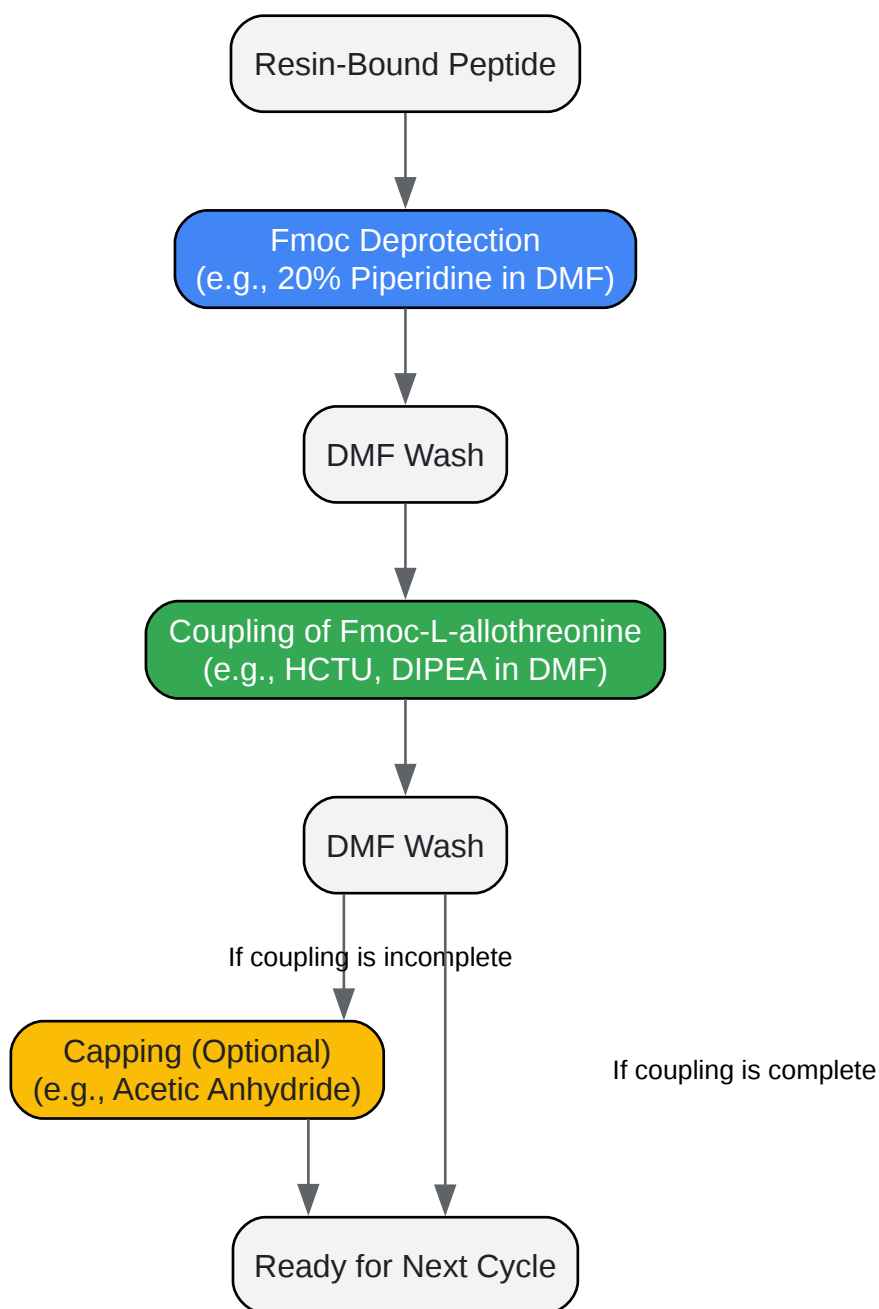 Resin-Bound Peptide
Fmoc Deprotection
(e.g., 20% Piperidine in DMF)
DMF Wash
Coupling of Fmoc-L-allothreonine
(e.g., HCTU, DIPEA in DMF)
DMF Wash
If coupling is incomplete
Capping (Optional)
(e.g., Acetic Anhydride)
If coupling is complete
Ready for Next Cycle